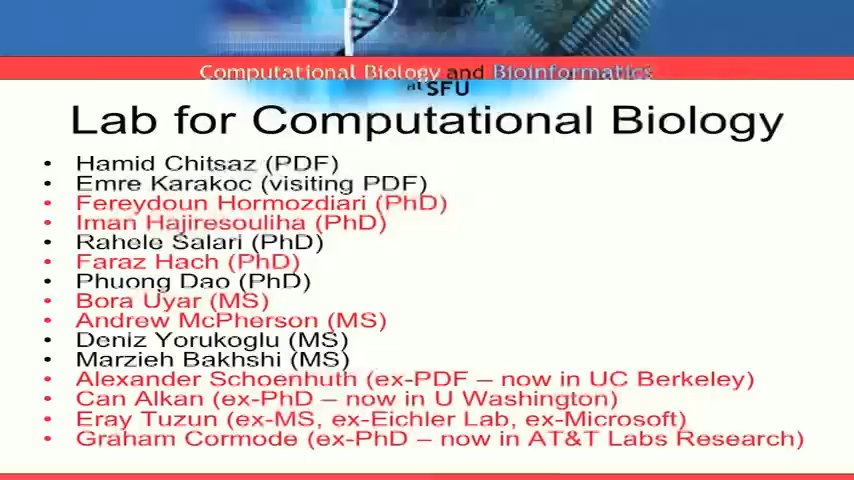 Computational Biology and Bioinformatics
at SFU
Lab for Computational Biology
• Hamid Chitsaz (PDF)
• Emre Karakoc (visiting PDF)
• Fereydoun Hormozdiari (PhD)
• Iman Hajiresouliha (PhD)
• Rahele Salari (PhD)
• Faraz Hach (PhD)
• Phuong Dao (PhD)
• Bora Uyar (MS)
• Andrew McPherson (MS)
• Deniz Yorukoglu (MS)
• Marzieh Bakhshi (MS)
• Alexander Schoenhuth (ex-PDF – now in UC Berkeley)
• Can Alkan (ex-PhD – now in U Washington)
• Eray Tuzun (ex-MS, ex-Eichler Lab, ex-Microsoft)
• Graham Cormode (ex-PhD – now in AT&T Labs Research)